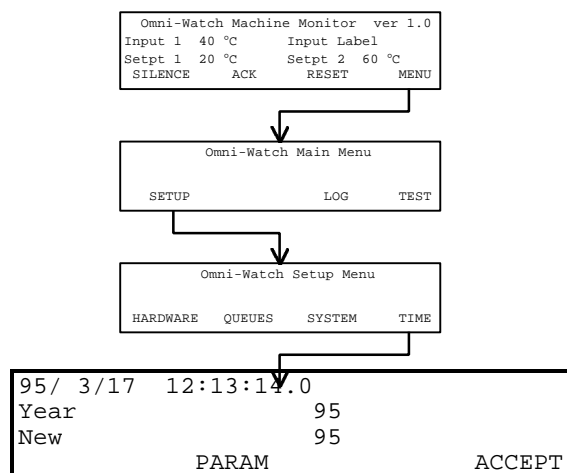 Omni-Watch Machine Monitor ver 1.0
Input 1 40 °C Input Label
Setpt 1 20 °C Setpt 2 60 °C
SILENCE ACK RESET MENU
Omni-Watch Main Menu
SETUP LOG TEST
Omni-Watch Setup Menu
HARDWARE QUEUES SYSTEM TIME
95/ 3/17 12:13:14.0
Year 95
New 95
PARAM ACCEPT